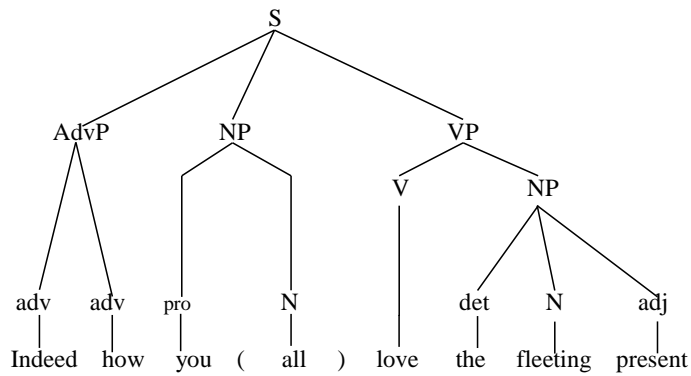 S
AdvP NP VP
V NP
adv adv pro N det N adj
Indeed how you ( all ) love the fleeting present